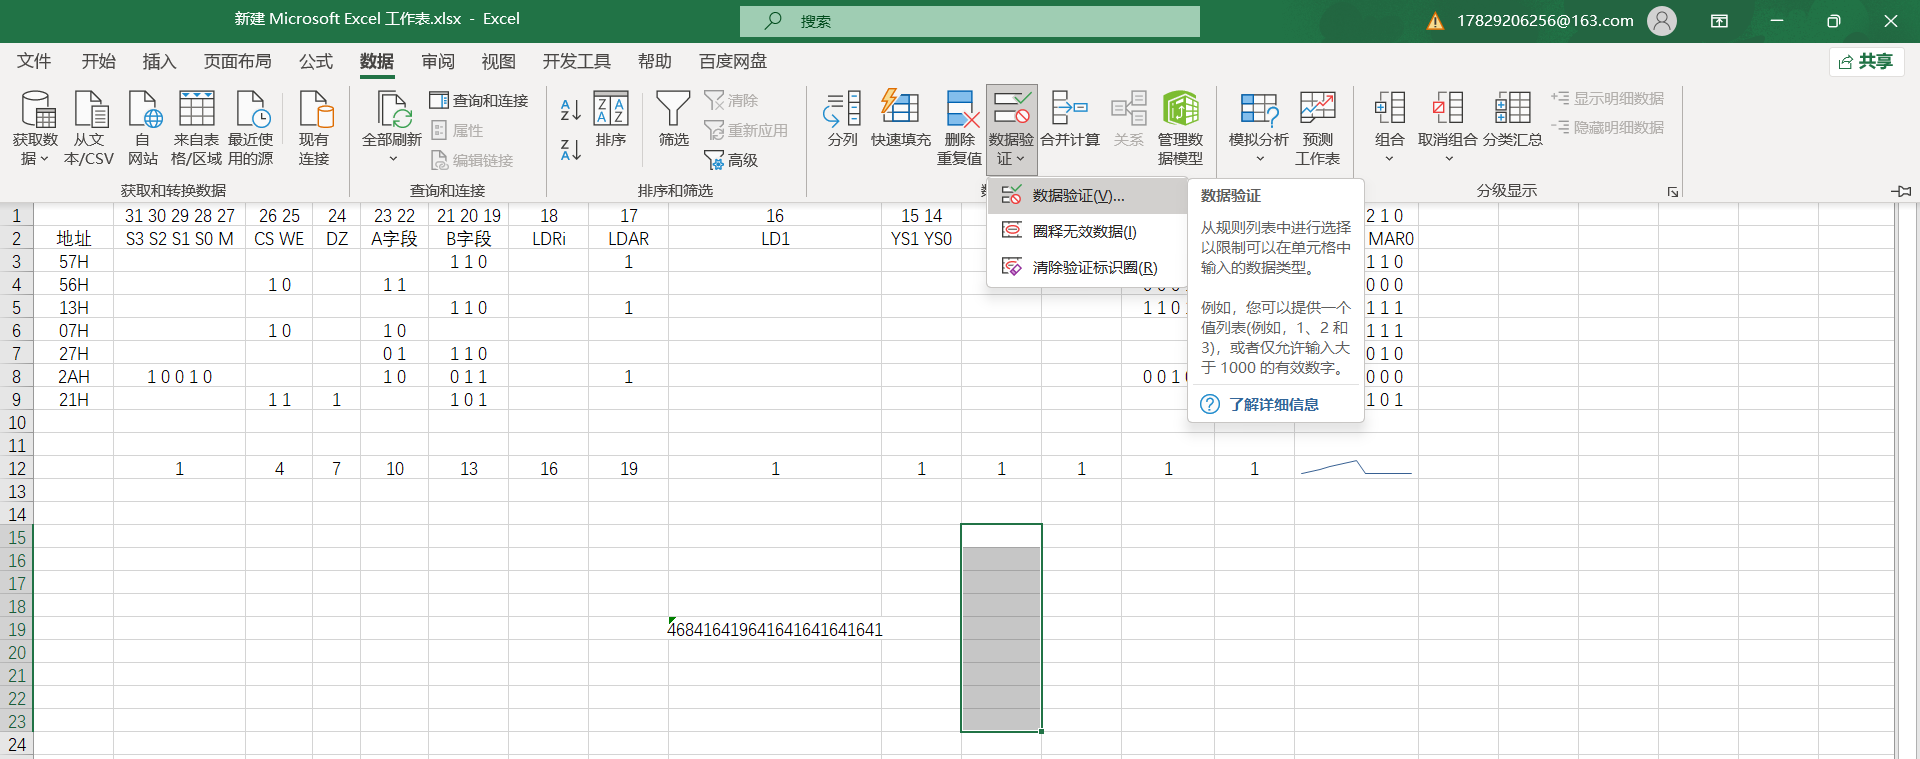 新建 Microsoft Excel 工作表.xlsx - Excel
搜索
17829206256@163.com
文件 开始 插入 页面布局 公式 数据 审阅 视图 开发工具 帮助 百度网盘
共享
获取数据
从文本/CSV
自网站
来自表格/区域
最近使用的源
现有连接
获取和转换数据
全部刷新
查询和连接
属性
编辑链接
查询和连接
排序
筛选
清除
重新应用
高级
排序和筛选
分列
快速填充
删除重复值
数据验证
合并计算
关系
管理数据模型
模拟分析
预测工作表
组合
取消组合
分类汇总
显示明细数据
隐藏明细数据
分级显示
数据验证(V)...
圈释无效数据(I)
清除验证标识圈(R)
数据验证
从规则列表中进行选择
以限制可以在单元格中
输入的数据类型。
例如，您可以提供一个
值列表(例如，1、2 和
3)，或者仅允许输入大
于 1000 的有效数字。
了解详细信息
1 31 30 29 28 27 26 25 24 23 22 21 20 19 18 17 16 15 14 2 1 0
2 地址 S3 S2 S1 S0 M CS WE DZ A字段 B字段 LDRi LDAR LD1 YS1 YS0 MAR0
3 57H 1 1 0 1 1 1 0
4 56H 1 0 1 1 0 0 0
5 13H 1 1 0 1 1 1 0 1 1 1
6 07H 1 0 1 0 1 1 1
7 27H 0 1 1 1 0 0 1 0
8 2AH 1 0 0 1 0 1 0 0 1 1 1 0 0 1 0 0 0
9 21H 1 1 1 1 0 1 1 0 1
10
11
12 1 4 7 10 13 16 19 1 1 1 1 1 1
13
14
15
16
17
18
19 468416419641641641641641
20
21
22
23
24